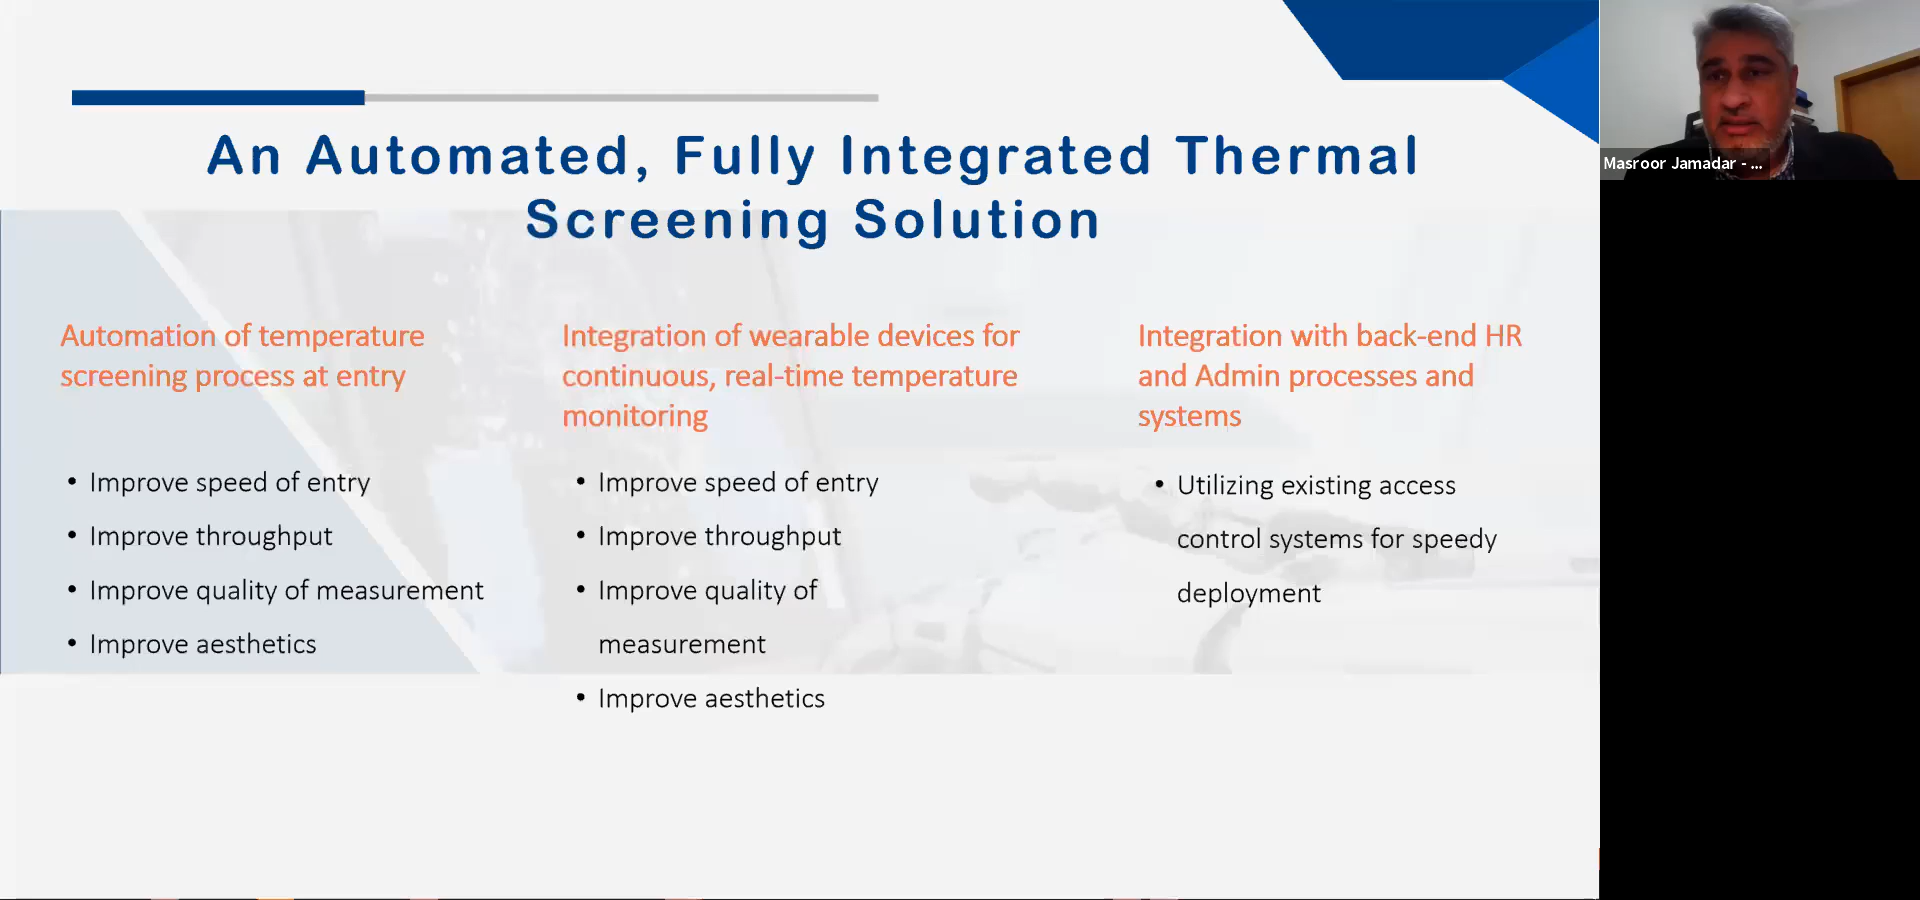 An Automated, Fully Integrated Thermal
Screening Solution
Automation of temperature
screening process at entry
• Improve speed of entry
• Improve throughput
• Improve quality of measurement
• Improve aesthetics
Integration of wearable devices for
continuous, real-time temperature
monitoring
• Improve speed of entry
• Improve throughput
• Improve quality of
measurement
• Improve aesthetics
Integration with back-end HR
and Admin processes and
systems
• Utilizing existing access
control systems for speedy
deployment
Masroor Jamadar - ...